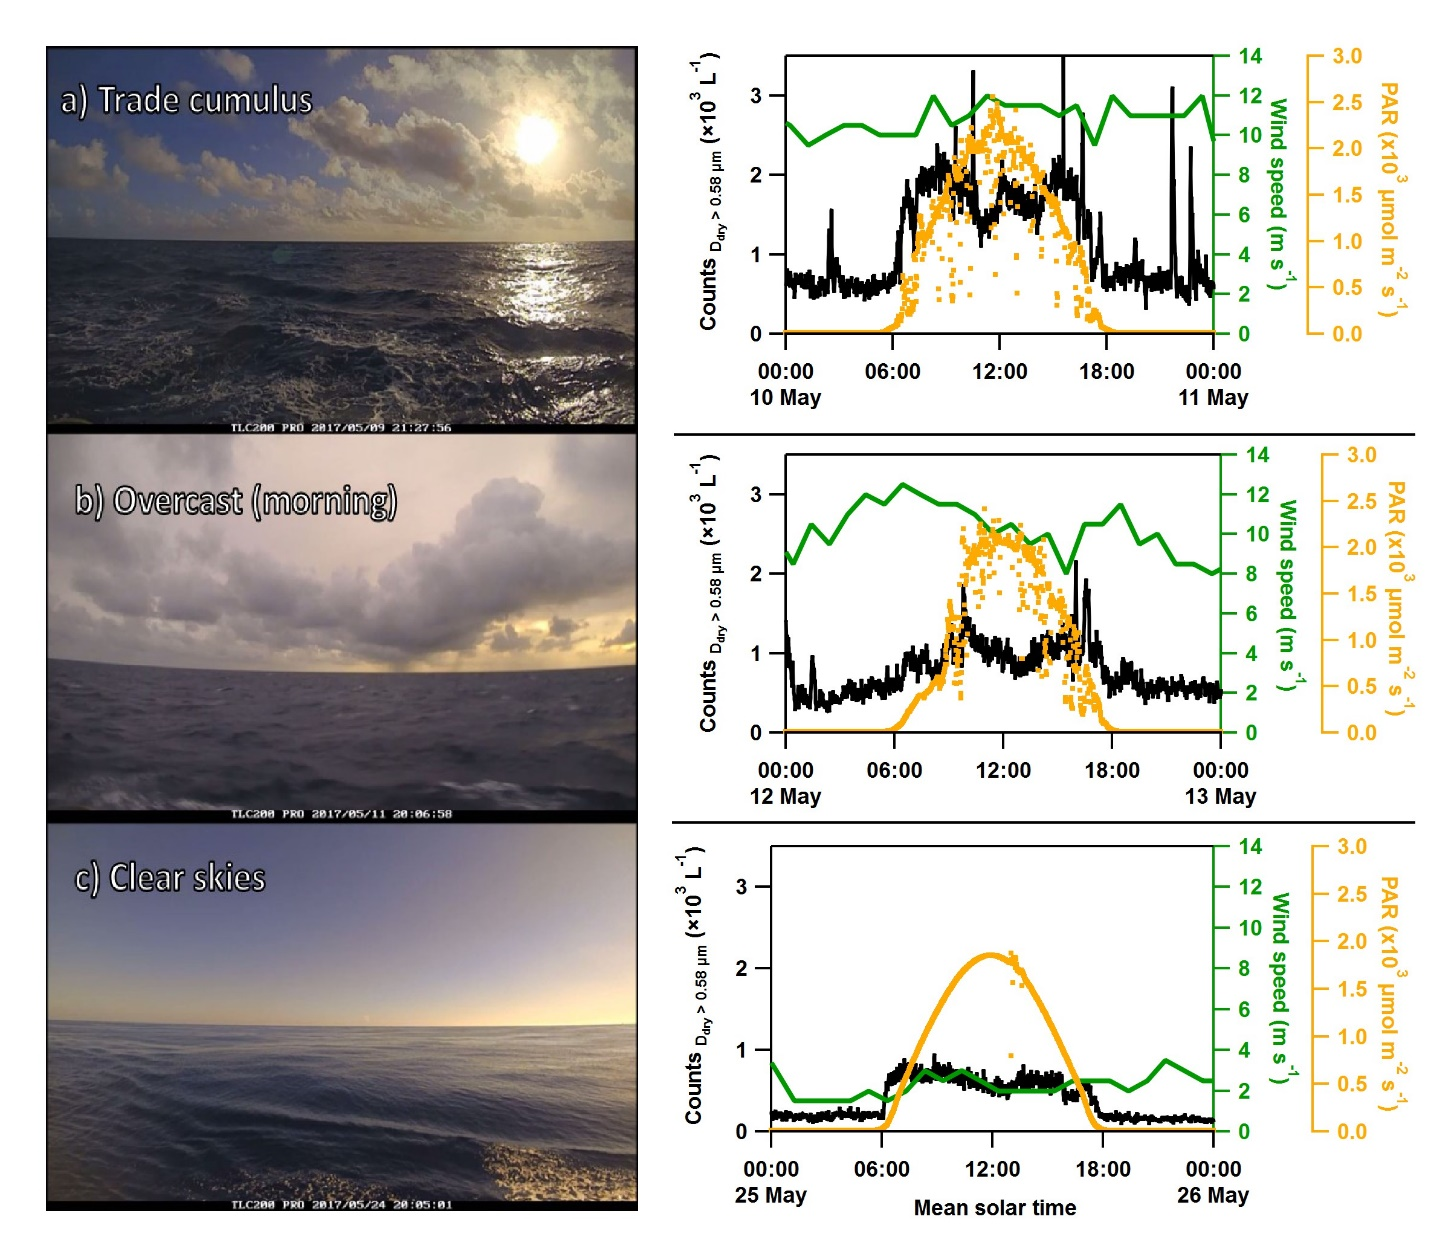 a) Trade cumulus
TLC200 PRO 2017/05/09 21:27:56
Counts Ddry > 0.58 µm (×10³ L⁻¹)
3
2
1
0
14
12
10
8
6
4
2
0
Wind speed (m s⁻¹)
3.0
2.5
2.0
1.5
1.0
0.5
0.0
PAR (x10³ µmol m⁻² s⁻¹)
00:00 06:00 12:00 18:00 00:00
10 May 11 May
b) Overcast (morning)
TLC200 PRO 2017/05/11 20:06:58
Counts Ddry > 0.58 µm (×10³ L⁻¹)
3
2
1
0
14
12
10
8
6
4
2
0
Wind speed (m s⁻¹)
3.0
2.5
2.0
1.5
1.0
0.5
0.0
PAR (x10³ µmol m⁻² s⁻¹)
00:00 06:00 12:00 18:00 00:00
12 May 13 May
c) Clear skies
TLC200 PRO 2017/05/24 20:05:01
Counts Ddry > 0.58 µm (×10³ L⁻¹)
3
2
1
0
14
12
10
8
6
4
2
0
Wind speed (m s⁻¹)
3.0
2.5
2.0
1.5
1.0
0.5
0.0
PAR (x10³ µmol m⁻² s⁻¹)
00:00 06:00 12:00 18:00 00:00
25 May 26 May
Mean solar time